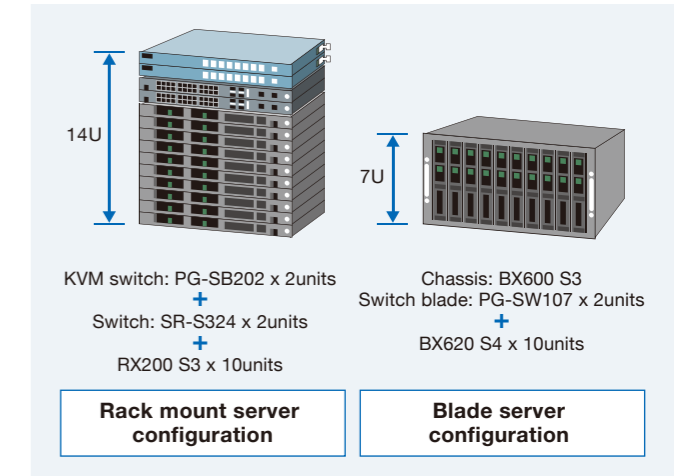 14U
KVM switch: PG-SB202 x 2units
+
Switch: SR-S324 x 2units
+
RX200 S3 x 10units
Rack mount server
configuration
7U
Chassis: BX600 S3
Switch blade: PG-SW107 x 2units
+
BX620 S4 x 10units
Blade server
configuration